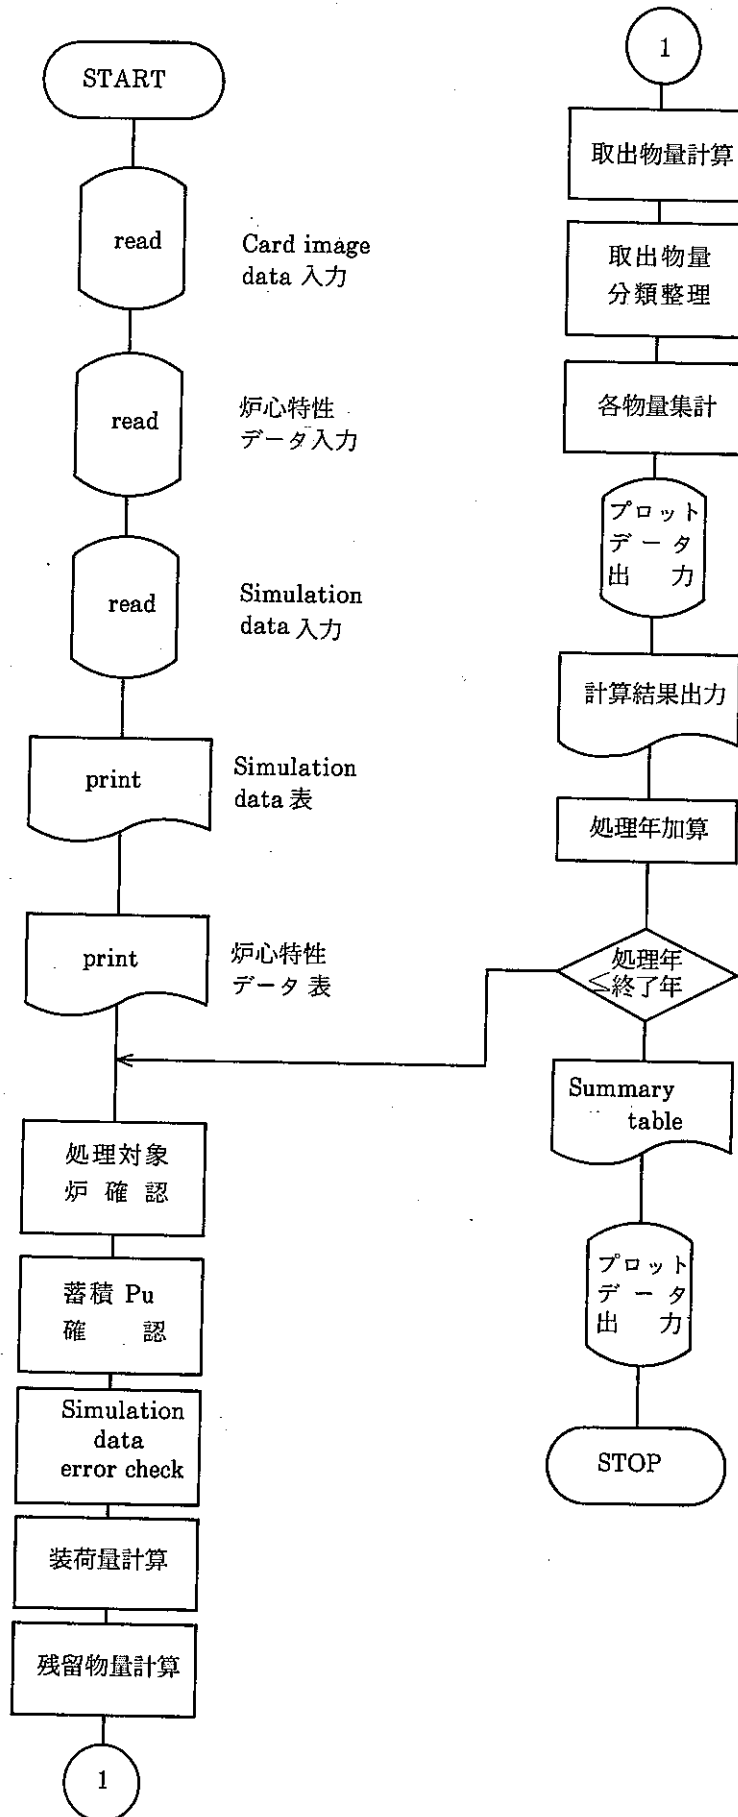 START
read
Card image
data 入力
read
炉心特性
データ入力
read
Simulation
data 入力
print
Simulation
data 表
print
炉心特性
データ表
処理対象
炉確認
蓄積 Pu
確認
Simulation
data
error check
装荷量計算
残留物量計算
1
1
取出物量計算
取出物量
分類整理
各物量集計
プロット
データ
出力
計算結果出力
処理年加算
処理年
≦終了年
Summary
table
プロット
データ
出力
STOP